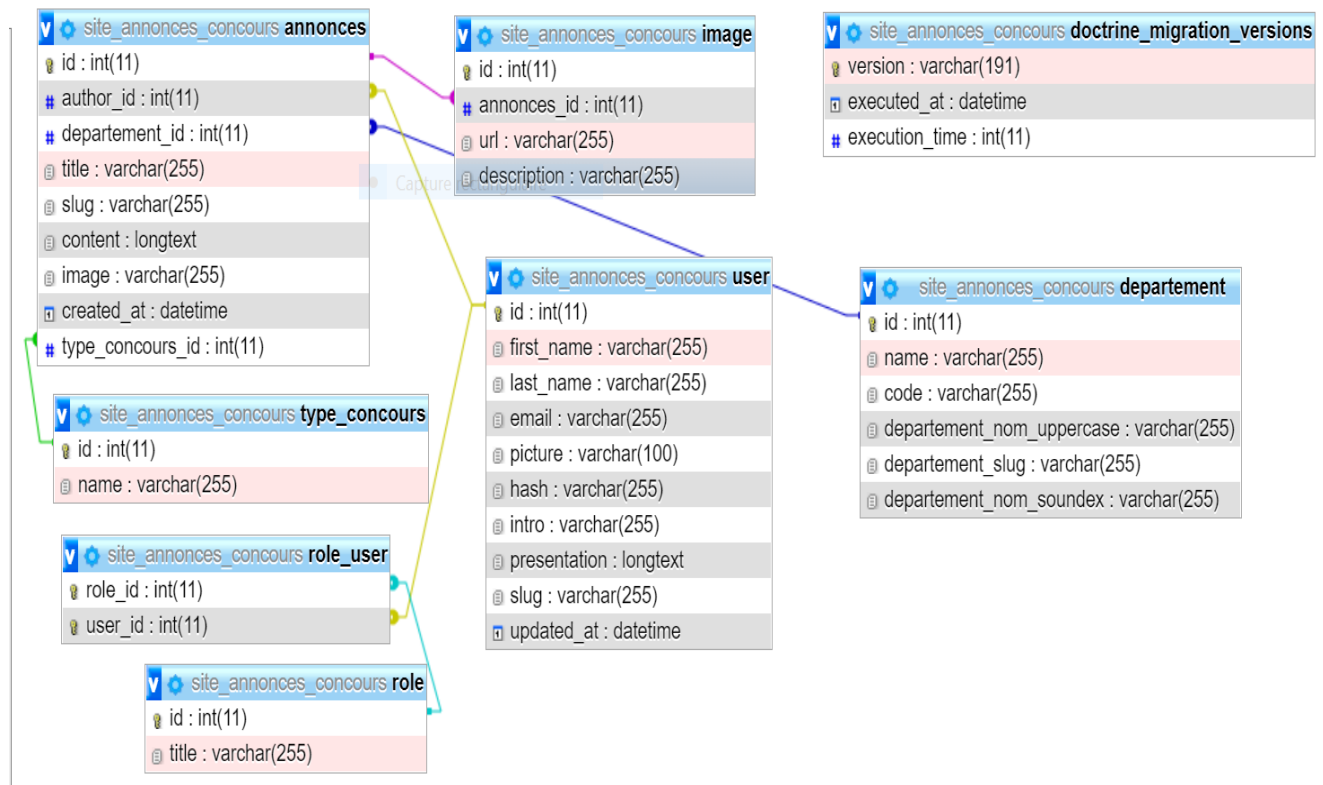 site_annonces_concours annonces
id : int(11)
author_id : int(11)
departement_id : int(11)
title : varchar(255)
slug : varchar(255)
content : longtext
image : varchar(255)
created_at : datetime
type_concours_id : int(11)
site_annonces_concours image
id : int(11)
annonces_id : int(11)
url : varchar(255)
description : varchar(255)
Capture rectangulaire
site_annonces_concours doctrine_migration_versions
version : varchar(191)
executed_at : datetime
execution_time : int(11)
site_annonces_concours user
id : int(11)
first_name : varchar(255)
last_name : varchar(255)
email : varchar(255)
picture : varchar(100)
hash : varchar(255)
intro : varchar(255)
presentation : longtext
slug : varchar(255)
updated_at : datetime
site_annonces_concours departement
id : int(11)
name : varchar(255)
code : varchar(255)
departement_nom_uppercase : varchar(255)
departement_slug : varchar(255)
departement_nom_soundex : varchar(255)
site_annonces_concours type_concours
id : int(11)
name : varchar(255)
site_annonces_concours role_user
role_id : int(11)
user_id : int(11)
site_annonces_concours role
id : int(11)
title : varchar(255)